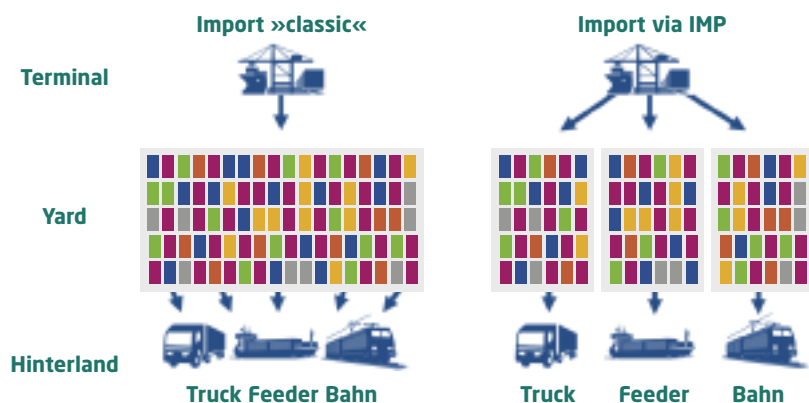 Import »classic«
Import via IMP
Terminal
Yard
Hinterland
Truck Feeder Bahn
Truck
Feeder
Bahn